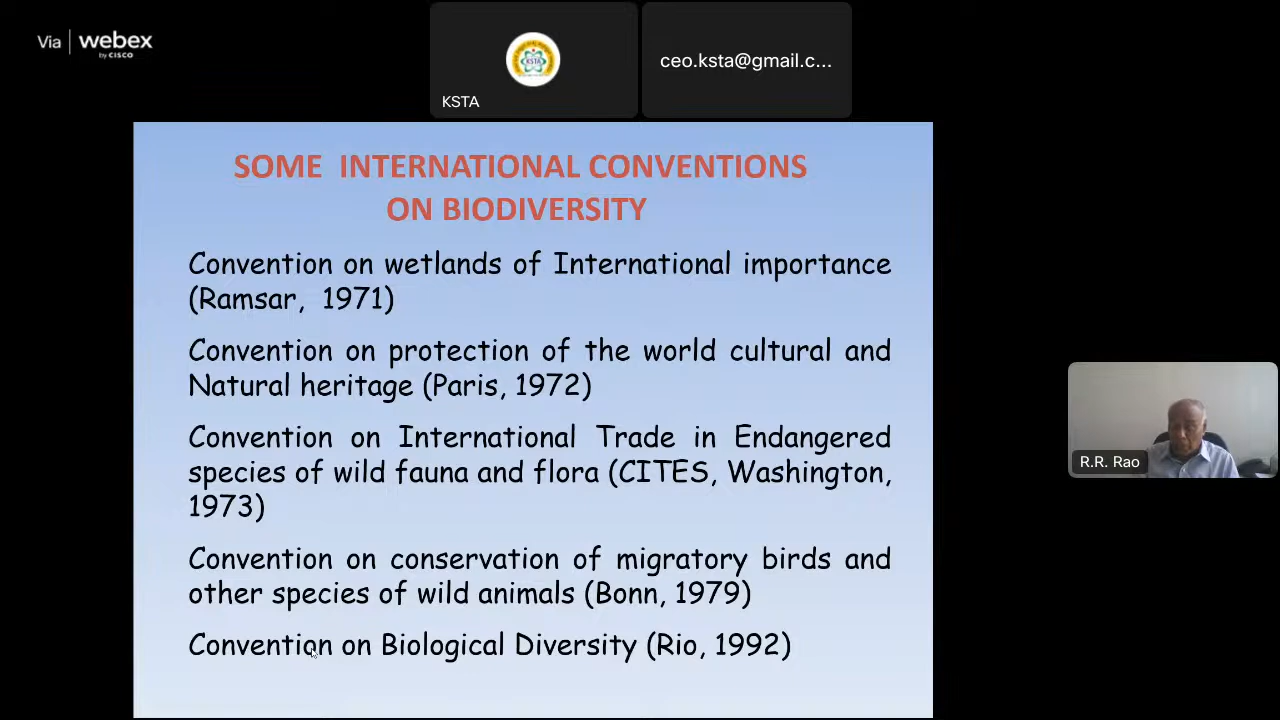 Via webex
by CISCO
KSTA
KSTA
ceo.ksta@gmail.c...
SOME INTERNATIONAL CONVENTIONS
ON BIODIVERSITY
Convention on wetlands of International importance
(Ramsar, 1971)
Convention on protection of the world cultural and
Natural heritage (Paris, 1972)
Convention on International Trade in Endangered
species of wild fauna and flora (CITES, Washington,
1973)
Convention on conservation of migratory birds and
other species of wild animals (Bonn, 1979)
Convention on Biological Diversity (Rio, 1992)
R.R. Rao